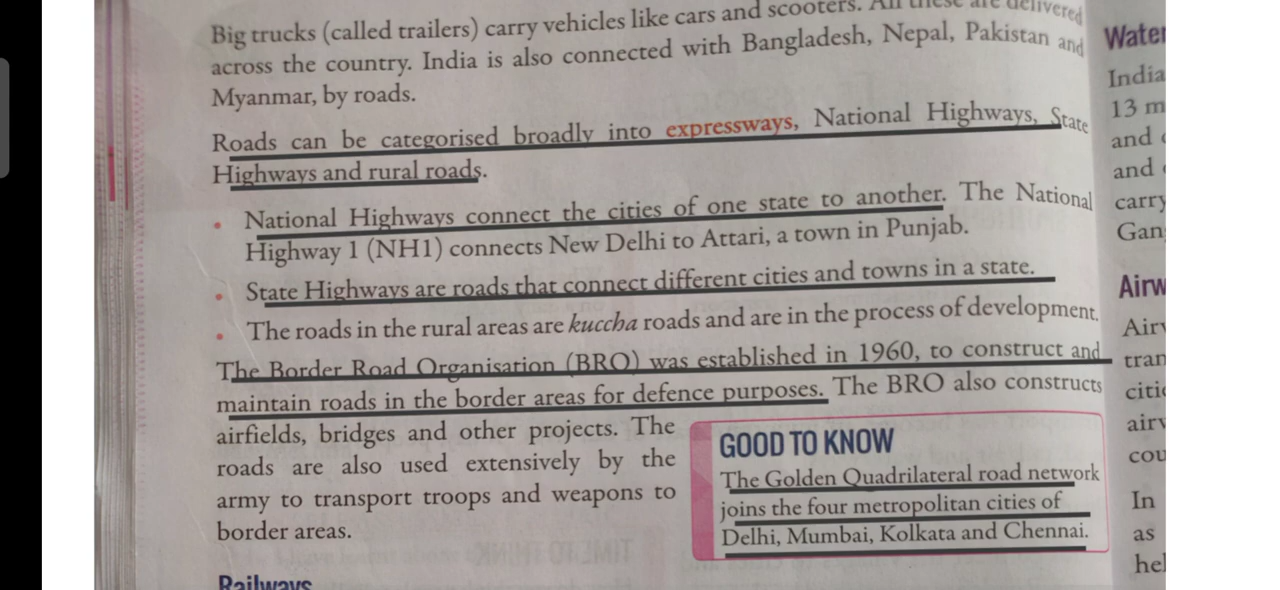 Big trucks (called trailers) carry vehicles like cars and scooters. All these are delivered
across the country. India is also connected with Bangladesh, Nepal, Pakistan and
Myanmar, by roads.
Roads can be categorised broadly into expressways, National Highways, State
Highways and rural roads.
• National Highways connect the cities of one state to another. The National
Highway 1 (NH1) connects New Delhi to Attari, a town in Punjab.
• State Highways are roads that connect different cities and towns in a state.
• The roads in the rural areas are kuccha roads and are in the process of development.
The Border Road Organisation (BRO) was established in 1960, to construct and
maintain roads in the border areas for defence purposes. The BRO also constructs
airfields, bridges and other projects. The
roads are also used extensively by the
army to transport troops and weapons to
border areas.
GOOD TO KNOW
The Golden Quadrilateral road network
joins the four metropolitan cities of
Delhi, Mumbai, Kolkata and Chennai.
Railways
Water
India
13 m
and
and
carry
Gan
Airw
Airw
tran
citi
airw
cou
In
as
hel